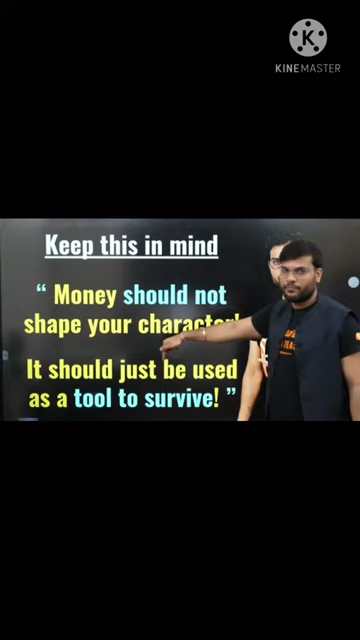 KINEMASTER
Keep this in mind
“ Money should not
shape your character!
It should just be used
as a tool to survive! ”